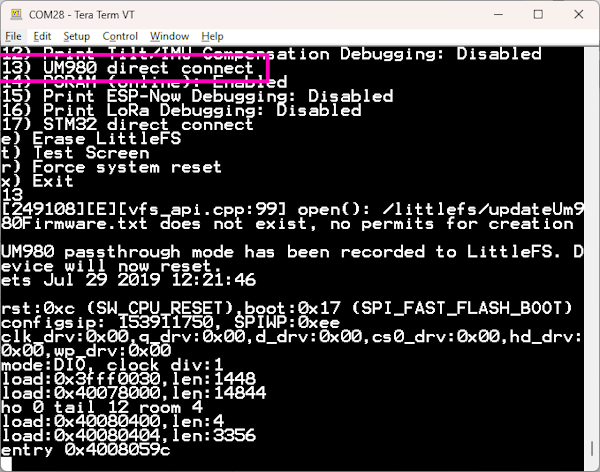 COM28 - Tera Term VT
File Edit Setup Control Window Help
12) Print Tilt/IMU Compensation Debugging: Disabled
13) UM980 direct connect
14) PSRAM (online): Enabled
15) Print ESP-Now Debugging: Disabled
16) Print LoRa Debugging: Disabled
17) STM32 direct connect
e) Erase LittleFS
t) Test Screen
r) Force system reset
x) Exit
13
[249108][E][vfs_api.cpp:99] open(): /littlefs/updateUm9
80Firmware.txt does not exist, no permits for creation
UM980 passthrough mode has been recorded to LittleFS. D
evice will now reset.
ets Jul 29 2019 12:21:46
rst:0xc (SW_CPU_RESET),boot:0x17 (SPI_FAST_FLASH_BOOT)
configsip: 153911750, SPIWP:0xee
clk_drv:0x00,q_drv:0x00,d_drv:0x00,cs0_drv:0x00,hd_drv:
0x00,wp_drv:0x00
mode:DIO, clock div:1
load:0x3fff0030,len:1448
load:0x40078000,len:14844
ho 0 tail 12 room 4
load:0x40080400,len:4
load:0x40080404,len:3356
entry 0x4008059c